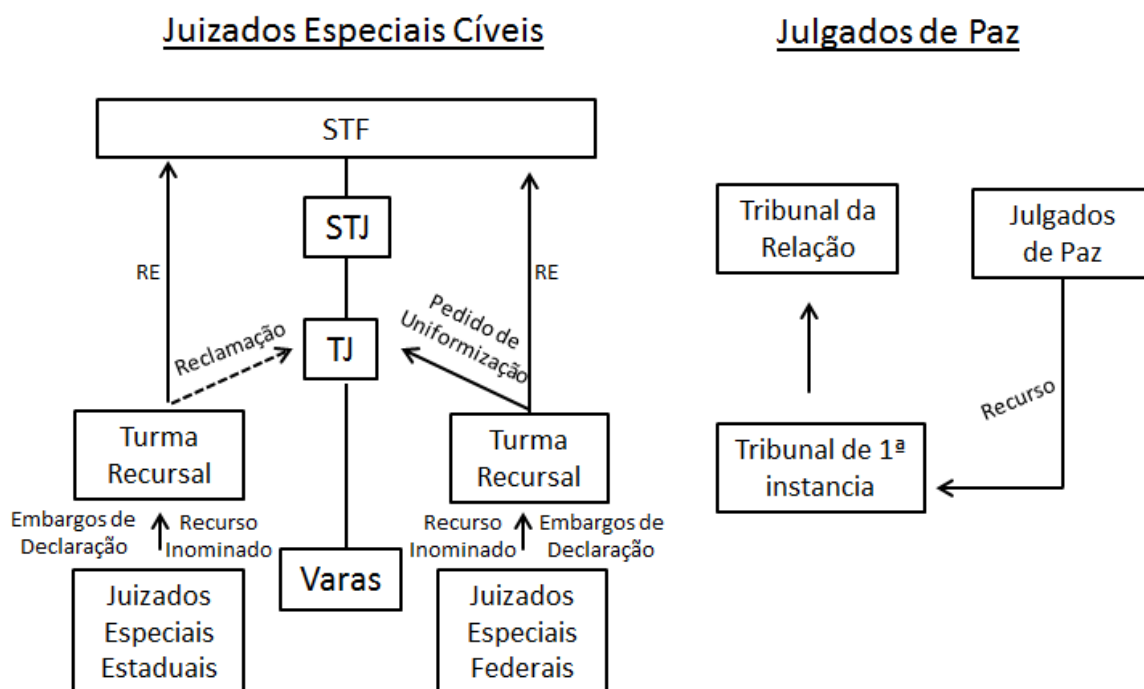 Juizados Especiais Cíveis
STF
STJ
RE
RE
Reclamação
TJ
Pedido de
Uniformização
Turma
Recursal
Turma
Recursal
Embargos de
Declaração
Recurso
Inominado
Recurso
Inominado
Embargos de
Declaração
Varas
Juizados
Especiais
Estaduais
Juizados
Especiais
Federais
Julgados de Paz
Tribunal da
Relação
Julgados
de Paz
Recurso
Tribunal de 1ª
instancia